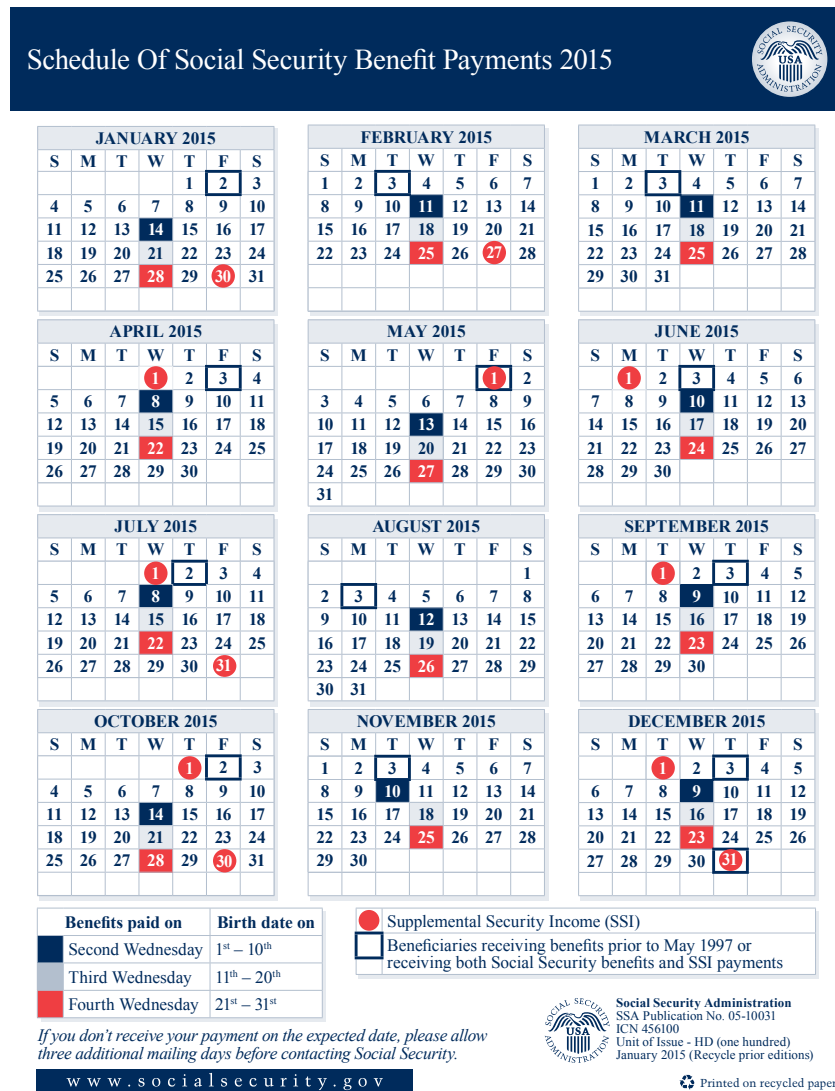 Schedule Of Social Security Benefit Payments 2015
SOCIAL SECURITY
USA
ADMINISTRATION
JANUARY 2015
S M T W T F S
1 2 3
4 5 6 7 8 9 10
11 12 13 14 15 16 17
18 19 20 21 22 23 24
25 26 27 28 29 30 31
FEBRUARY 2015
S M T W T F S
1 2 3 4 5 6 7
8 9 10 11 12 13 14
15 16 17 18 19 20 21
22 23 24 25 26 27 28
MARCH 2015
S M T W T F S
1 2 3 4 5 6 7
8 9 10 11 12 13 14
15 16 17 18 19 20 21
22 23 24 25 26 27 28
29 30 31
APRIL 2015
S M T W T F S
1 2 3 4
5 6 7 8 9 10 11
12 13 14 15 16 17 18
19 20 21 22 23 24 25
26 27 28 29 30
MAY 2015
S M T W T F S
1 2
3 4 5 6 7 8 9
10 11 12 13 14 15 16
17 18 19 20 21 22 23
24 25 26 27 28 29 30
31
JUNE 2015
S M T W T F S
1 2 3 4 5 6
7 8 9 10 11 12 13
14 15 16 17 18 19 20
21 22 23 24 25 26 27
28 29 30
JULY 2015
S M T W T F S
1 2 3 4
5 6 7 8 9 10 11
12 13 14 15 16 17 18
19 20 21 22 23 24 25
26 27 28 29 30 31
AUGUST 2015
S M T W T F S
1
2 3 4 5 6 7 8
9 10 11 12 13 14 15
16 17 18 19 20 21 22
23 24 25 26 27 28 29
30 31
SEPTEMBER 2015
S M T W T F S
1 2 3 4 5
6 7 8 9 10 11 12
13 14 15 16 17 18 19
20 21 22 23 24 25 26
27 28 29 30
OCTOBER 2015
S M T W T F S
1 2 3
4 5 6 7 8 9 10
11 12 13 14 15 16 17
18 19 20 21 22 23 24
25 26 27 28 29 30 31
NOVEMBER 2015
S M T W T F S
1 2 3 4 5 6 7
8 9 10 11 12 13 14
15 16 17 18 19 20 21
22 23 24 25 26 27 28
29 30
DECEMBER 2015
S M T W T F S
1 2 3 4 5
6 7 8 9 10 11 12
13 14 15 16 17 18 19
20 21 22 23 24 25 26
27 28 29 30 31
Benefits paid on Birth date on
Second Wednesday 1st – 10th
Third Wednesday 11th – 20th
Fourth Wednesday 21st – 31st
Supplemental Security Income (SSI)
Beneficiaries receiving benefits prior to May 1997 or
receiving both Social Security benefits and SSI payments
If you don't receive your payment on the expected date, please allow
three additional mailing days before contacting Social Security.
www.socialsecurity.gov
SOCIAL SECURITY
USA
ADMINISTRATION
Social Security Administration
SSA Publication No. 05-10031
ICN 456100
Unit of Issue - HD (one hundred)
January 2015 (Recycle prior editions)
Printed on recycled paper